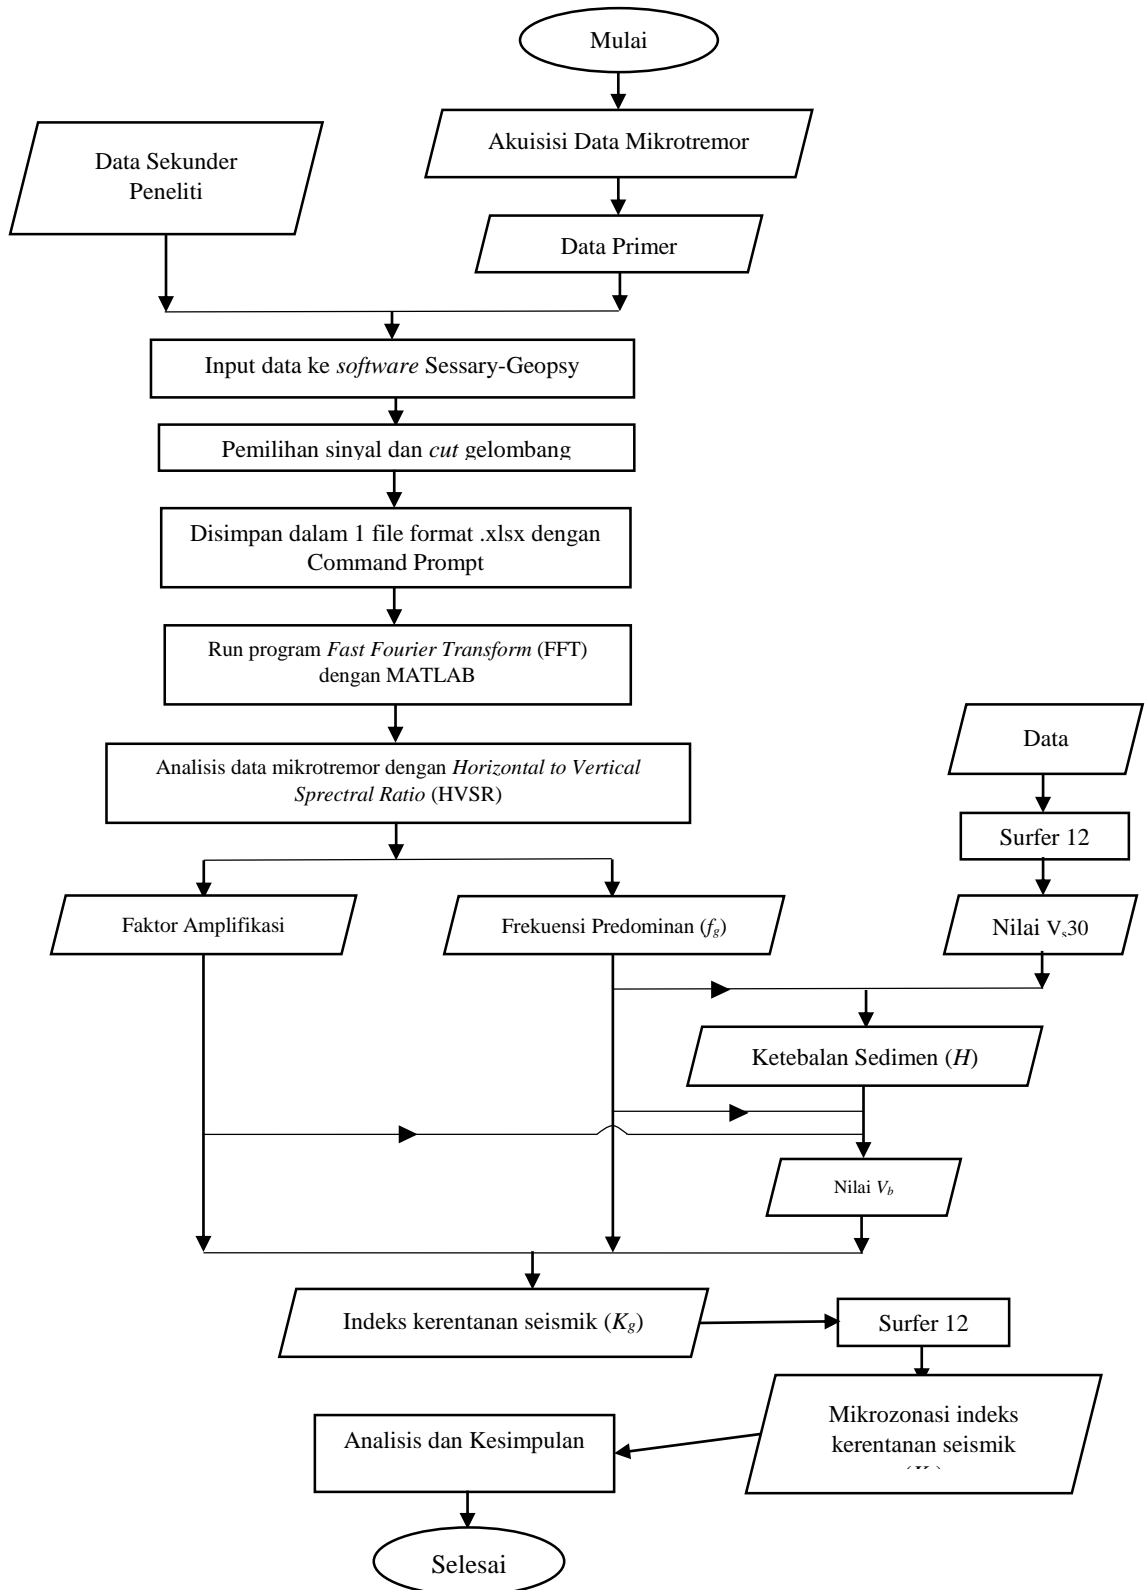 Mulai
Akuisisi Data Mikrotremor
Data Sekunder
Peneliti
Data Primer
Input data ke software Sessary-Geopsy
Pemilihan sinyal dan cut gelombang
Disimpan dalam 1 file format .xlsx dengan
Command Prompt
Run program Fast Fourier Transform (FFT)
dengan MATLAB
Analisis data mikrotremor dengan Horizontal to Vertical
Sprectral Ratio (HVSR)
Data
Surfer 12
Faktor Amplifikasi
Frekuensi Predominan (fg)
Nilai Vs30
Ketebalan Sedimen (H)
Nilai Vb
Indeks kerentanan seismik (Kg)
Surfer 12
Mikrozonasi indeks
kerentanan seismik
Analisis dan Kesimpulan
Selesai